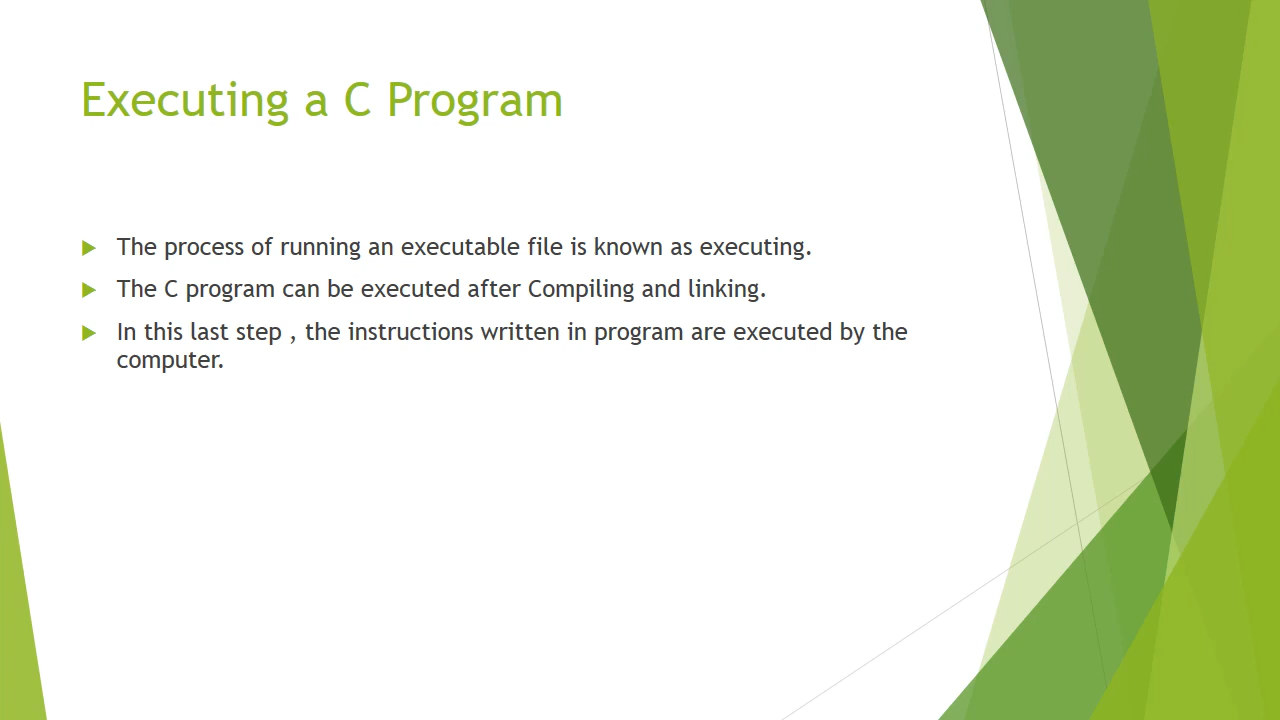 Executing a C Program
The process of running an executable file is known as executing.
The C program can be executed after Compiling and linking.
In this last step , the instructions written in program are executed by the
computer.